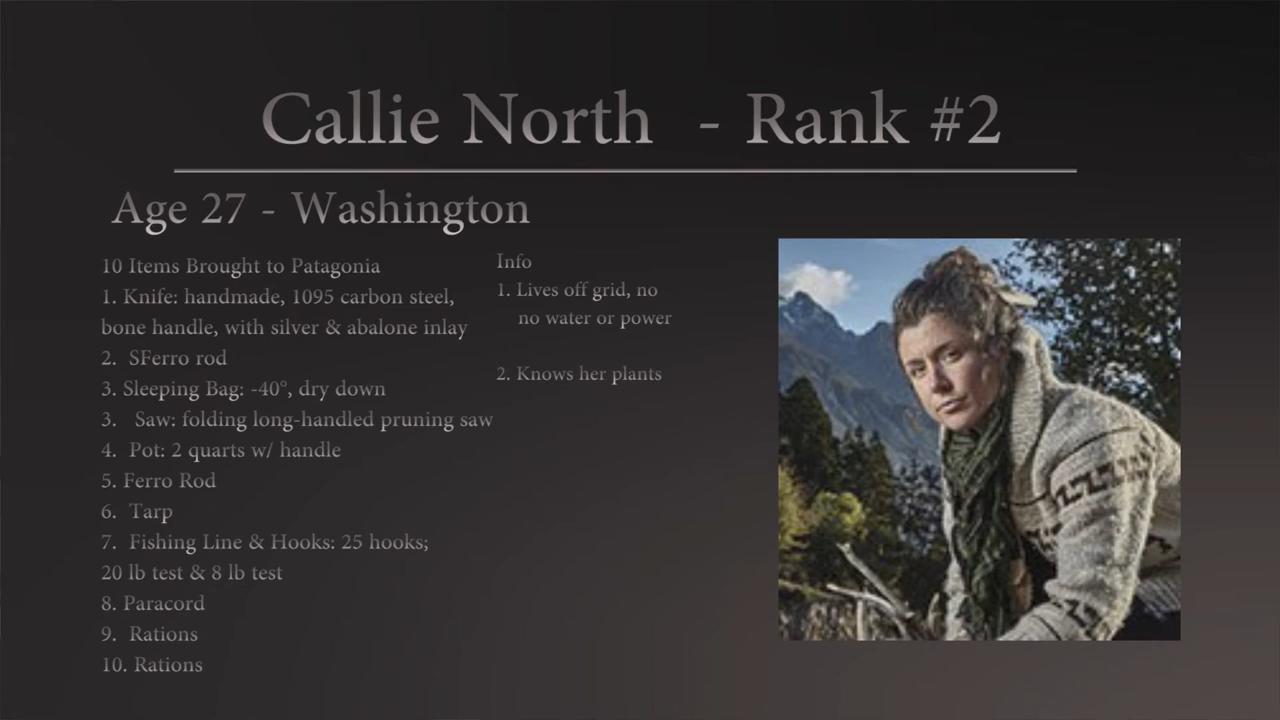 Callie North - Rank #2
Age 27 - Washington
10 Items Brought to Patagonia
1. Knife: handmade, 1095 carbon steel,
bone handle, with silver & abalone inlay
2. SFerro rod
3. Sleeping Bag: -40°, dry down
3. Saw: folding long-handled pruning saw
4. Pot: 2 quarts w/ handle
5. Ferro Rod
6. Tarp
7. Fishing Line & Hooks: 25 hooks;
20 lb test & 8 lb test
8. Paracord
9. Rations
10. Rations
Info
1. Lives off grid, no
no water or power
2. Knows her plants